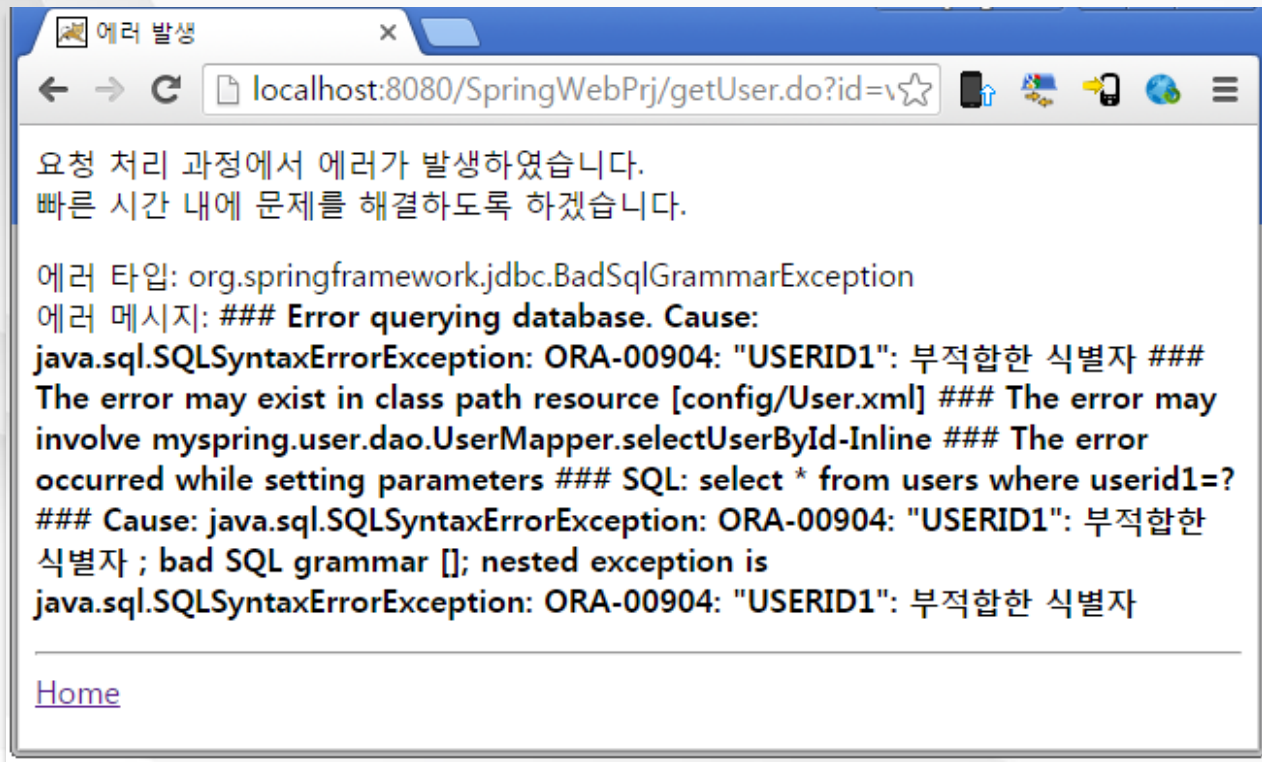 에러 발생
localhost:8080/SpringWebPrj/getUser.do?id=
요청 처리 과정에서 에러가 발생하였습니다.
빠른 시간 내에 문제를 해결하도록 하겠습니다.
에러 타입: org.springframework.jdbc.BadSqlGrammarException
에러 메시지: ### Error querying database. Cause:
java.sql.SQLSyntaxErrorException: ORA-00904: "USERID1": 부적합한 식별자 ###
The error may exist in class path resource [config/User.xml] ### The error may
involve myspring.user.dao.UserMapper.selectUserById-Inline ### The error
occurred while setting parameters ### SQL: select * from users where userid1=?
### Cause: java.sql.SQLSyntaxErrorException: ORA-00904: "USERID1": 부적합한
식별자 ; bad SQL grammar []; nested exception is
java.sql.SQLSyntaxErrorException: ORA-00904: "USERID1": 부적합한 식별자
Home